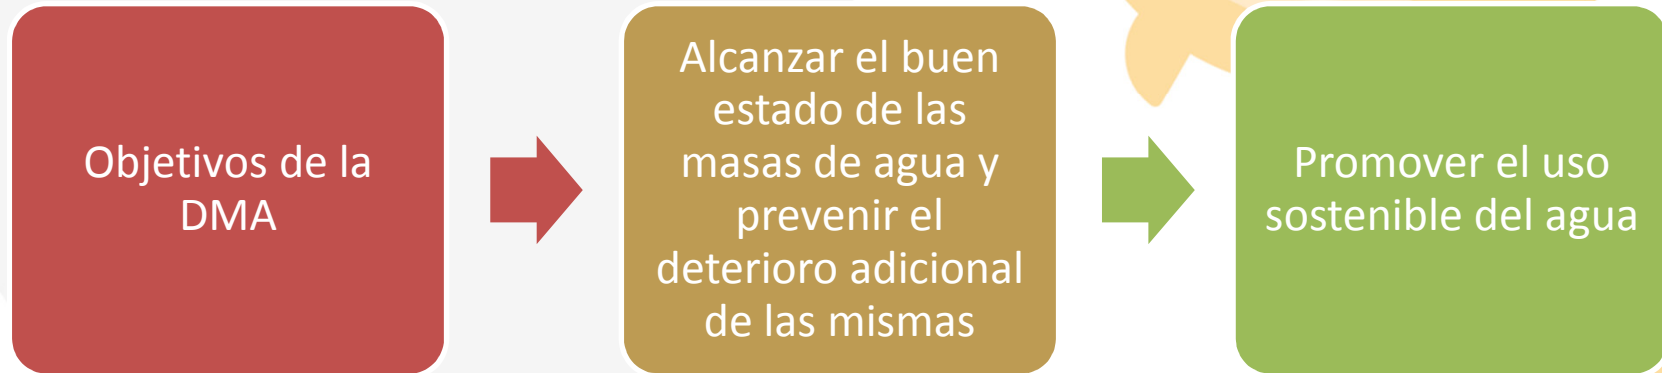 Objetivos de la
DMA
Alcanzar el buen
estado de las
masas de agua y
prevenir el
deterioro adicional
de las mismas
Promover el uso
sostenible del agua